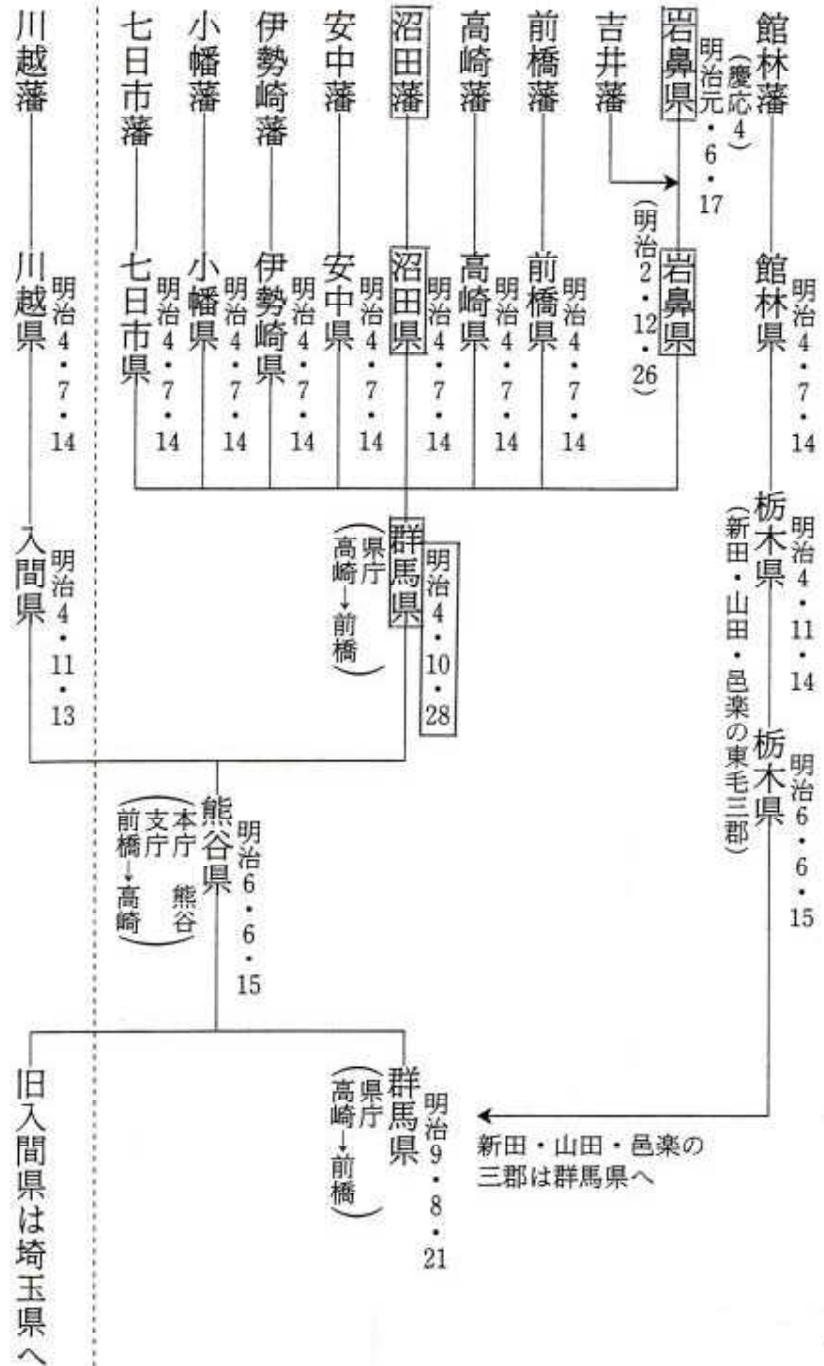 館林藩
館林県
明治4・7・14
栃木県
明治4・11・14
(新田・山田・邑楽の東毛三郡)
栃木県
明治6・6・15
新田・山田・邑楽の
三郡は群馬県へ
岩鼻県
(慶応4)
明治元・6・17
岩鼻県
(明治2・12・26)
吉井藩
前橋藩
前橋県
明治4・7・14
高崎藩
高崎県
明治4・7・14
沼田藩
沼田県
明治4・7・14
安中藩
安中県
明治4・7・14
伊勢崎藩
伊勢崎県
明治4・7・14
小幡藩
小幡県
明治4・7・14
七日市藩
七日市県
明治4・7・14
群馬県
明治4・10・28
(県庁
高崎→前橋)
川越藩
川越県
明治4・7・14
入間県
明治4・11・13
熊谷県
明治6・6・15
(本庁 熊谷
支庁
前橋→高崎)
群馬県
明治9・8・21
(県庁
高崎→前橋)
旧入間県は埼玉県へ